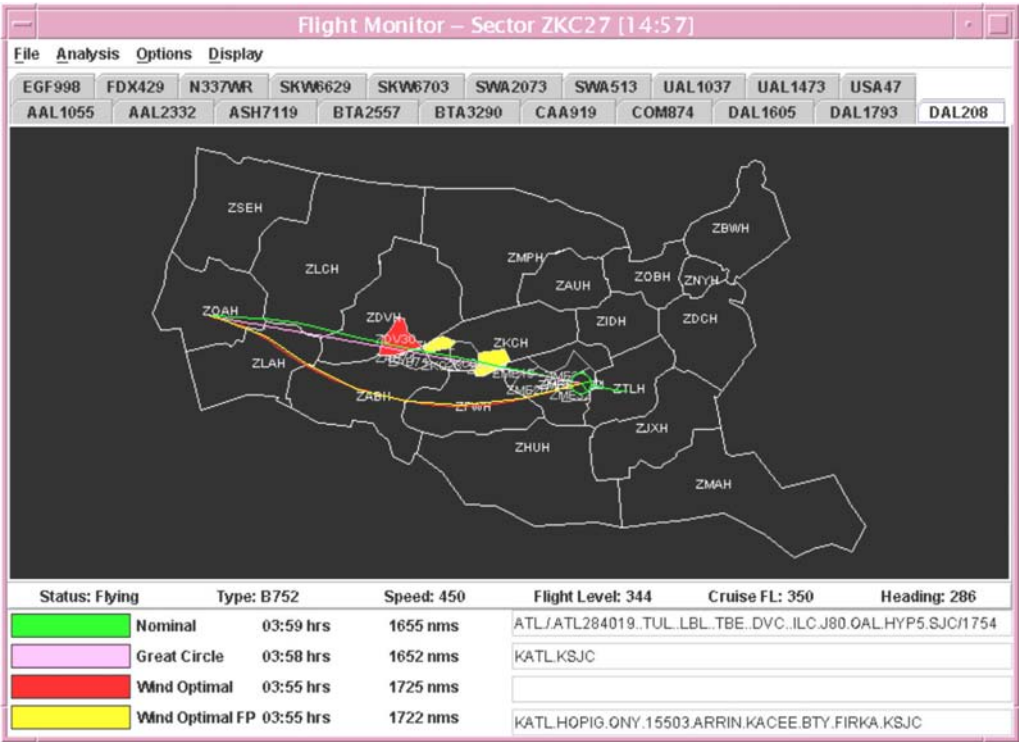 Flight Monitor – Sector ZKC27 [14:57]
File Analysis Options Display
EGF998 FDX429 N337WR SKW6629 SKW6703 SWA2073 SWA513 UAL1037 UAL1473 USA47
AAL1055 AAL2332 ASH7119 BTA2557 BTA3290 CAA919 COM874 DAL1605 DAL1793 DAL208
ZSEH
ZBWH
ZMPH
ZLCH
ZOBH ZNYH
ZAUH
ZOAH
ZDVH
ZIDH
ZDCH
ZDV30
ZKCH
ZLAH
ZTLH
ZABH
ZFWH
ZJXH
ZHUH
ZMAH
Status: Flying Type: B752 Speed: 450 Flight Level: 344 Cruise FL: 350 Heading: 286
Nominal 03:59 hrs 1655 nms ATL./.ATL284019..TUL..LBL..TBE..DVC..ILC.J80.OAL.HYP5.SJC/1754
Great Circle 03:58 hrs 1652 nms KATL.KSJC
Wind Optimal 03:55 hrs 1725 nms
Wind Optimal FP 03:55 hrs 1722 nms KATL.HOPIG.ONY.15503.ARRIN.KACEE.BTY.FIRKA.KSJC